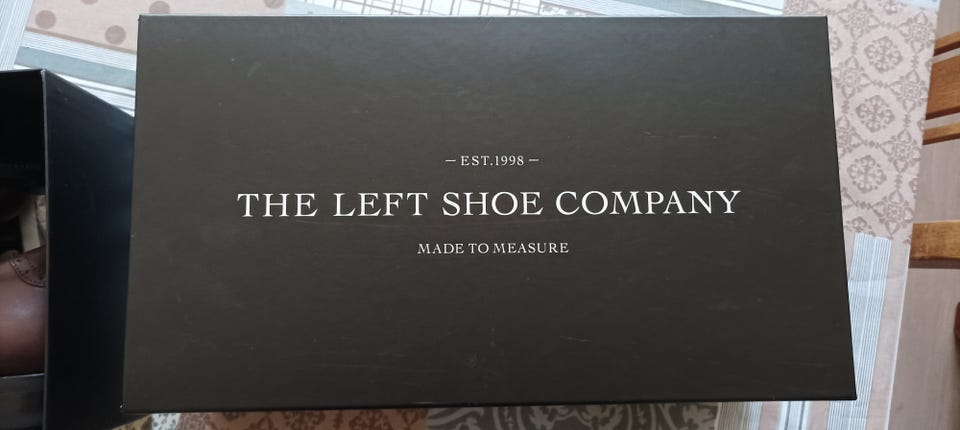 — EST.1998 —
THE LEFT SHOE COMPANY
MADE TO MEASURE